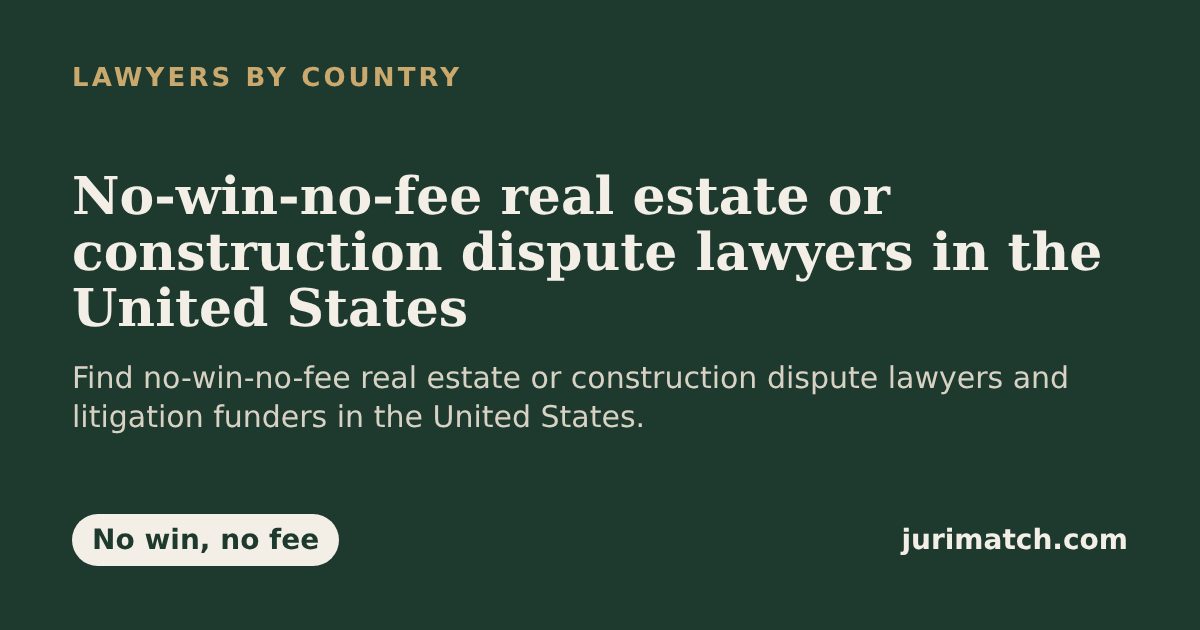 LAWYERS BY COUNTRY
No-win-no-fee real estate or
construction dispute lawyers in the
United States
Find no-win-no-fee real estate or construction dispute lawyers and
litigation funders in the United States.
No win, no fee
jurimatch.com